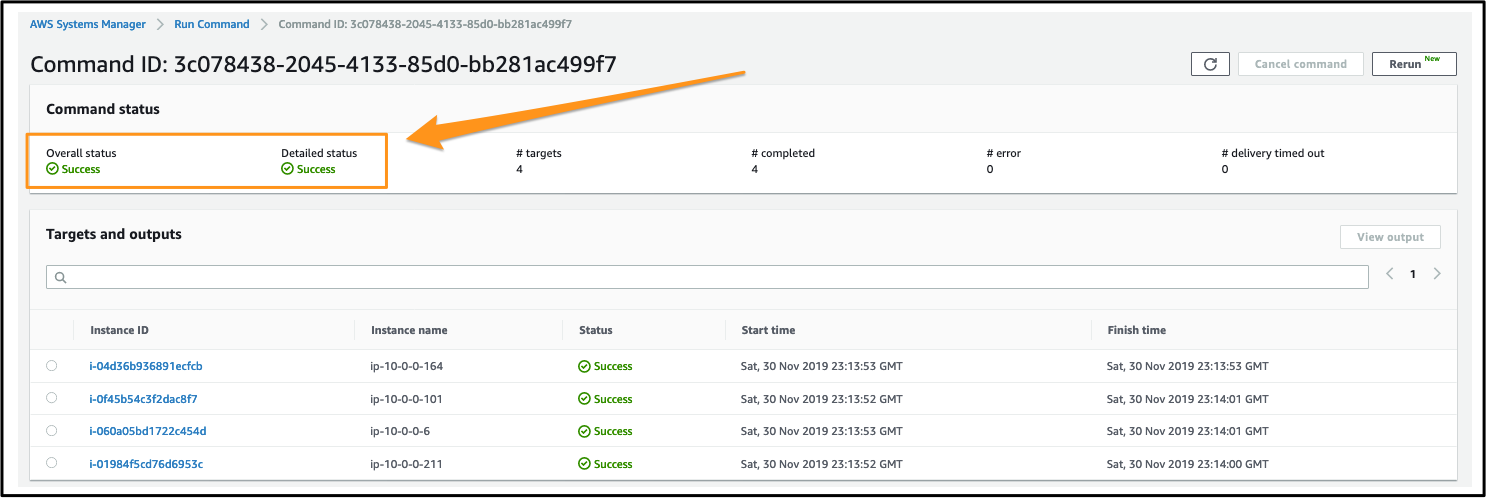 AWS Systems Manager > Run Command > Command ID: 3c078438-2045-4133-85d0-bb281ac499f7
Command ID: 3c078438-2045-4133-85d0-bb281ac499f7 Cancel command Rerun New
Command status
Overall status Detailed status # targets # completed # error # delivery timed out
Success Success 4 4 0 0
Targets and outputs View output
1
Instance ID Instance name Status Start time Finish time
i-04d36b936891ecfcb ip-10-0-0-164 Success Sat, 30 Nov 2019 23:13:53 GMT Sat, 30 Nov 2019 23:13:53 GMT
i-0f45b54c3f2dac8f7 ip-10-0-0-101 Success Sat, 30 Nov 2019 23:13:52 GMT Sat, 30 Nov 2019 23:14:01 GMT
i-060a05bd1722c454d ip-10-0-0-6 Success Sat, 30 Nov 2019 23:13:53 GMT Sat, 30 Nov 2019 23:14:01 GMT
i-01984f5cd76d6953c ip-10-0-0-211 Success Sat, 30 Nov 2019 23:13:52 GMT Sat, 30 Nov 2019 23:14:00 GMT